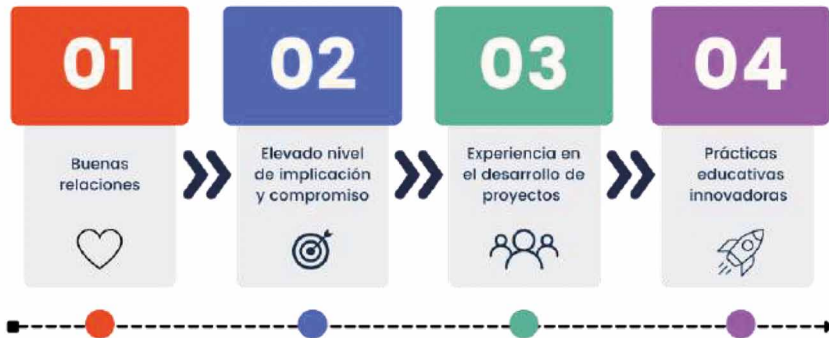 01
Buenas
relaciones
02
Elevado nivel
de implicación
y compromiso
03
Experiencia en
el desarrollo de
proyectos
04
Prácticas
educativas
innovadoras